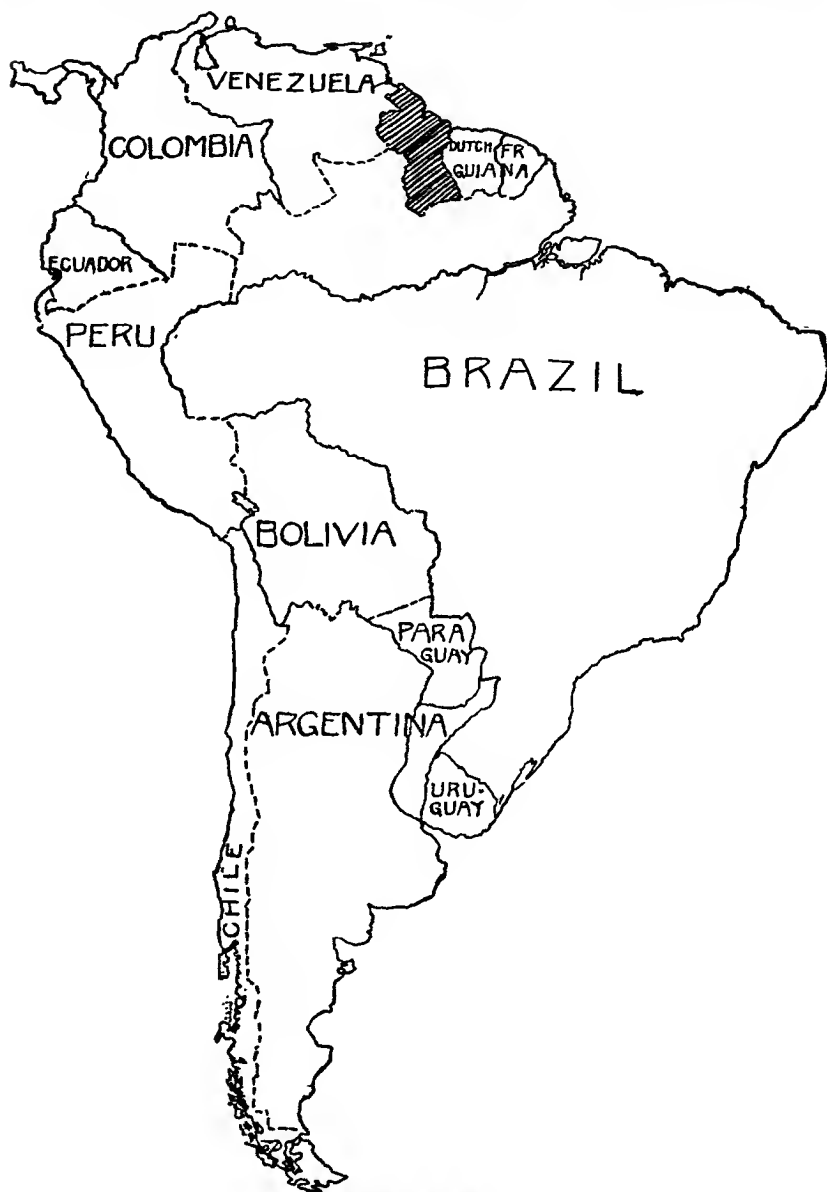 VENEZUELA
COLOMBIA
DUTCH FR
GUIANA
ECUADOR
PERU
BRAZIL
BOLIVIA
PARA
GUAY
ARGENTINA
URU-
GUAY
CHILE